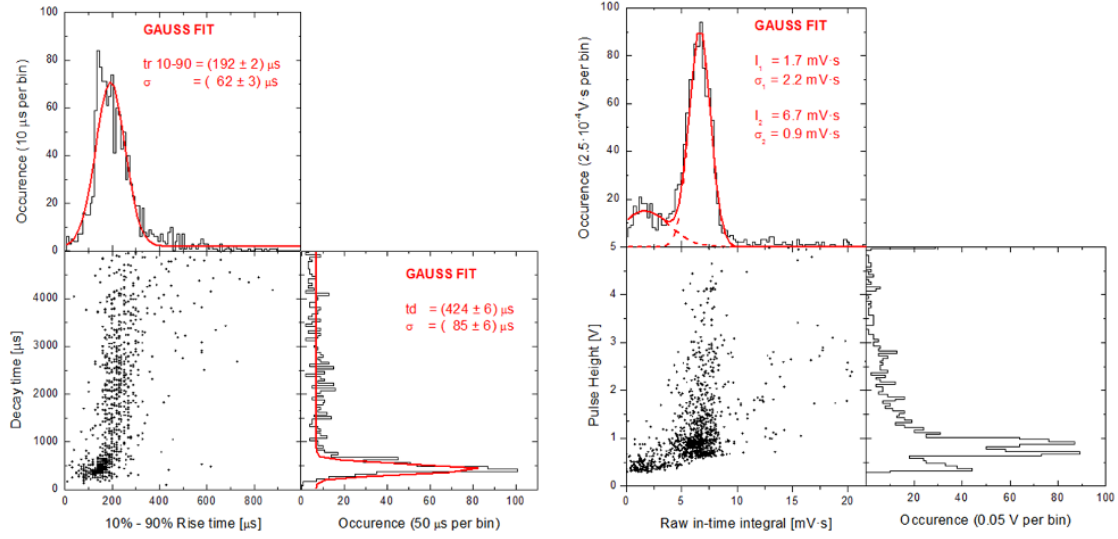 GAUSS FIT
tr 10-90 = (192 ± 2) µs
σ = ( 62 ± 3) µs
Occurence (10 µs per bin)
100
80
60
40
20
0
Decay time [µs]
4000
3000
2000
1000
0
0 200 400 600 800
10% - 90% Rise time [µs]
GAUSS FIT
td = (424 ± 6) µs
σ = ( 85 ± 6) µs
0 20 40 60 80 100
Occurence (50 µs per bin)
GAUSS FIT
I1 = 1.7 mV·s
σ1 = 2.2 mV·s
I2 = 6.7 mV·s
σ2 = 0.9 mV·s
Occurence (2.5·10⁻⁴V·s per bin)
100
80
60
40
20
5
Pulse Height [V]
4
3
2
1
0
0 5 10 15 20
Raw in-time integral [mV·s]
20 40 60 80 100
Occurence (0.05 V per bin)